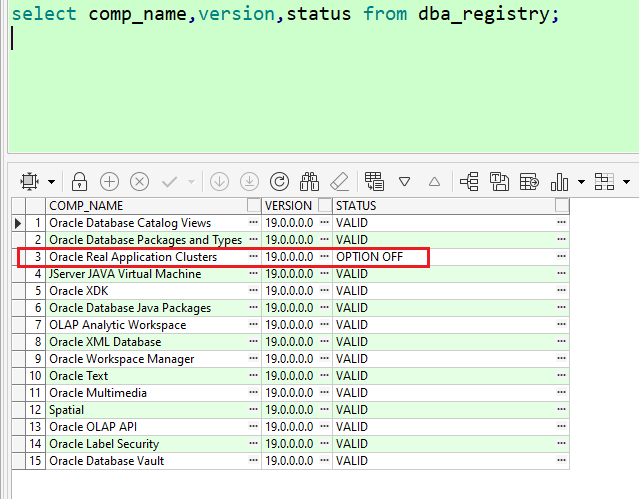 select comp_name,version,status from dba_registry;
COMP_NAME VERSION STATUS
1 Oracle Database Catalog Views ··· 19.0.0.0.0 ··· VALID ···
2 Oracle Database Packages and Types ··· 19.0.0.0.0 ··· VALID ···
3 Oracle Real Application Clusters ··· 19.0.0.0.0 ··· OPTION OFF ···
4 JServer JAVA Virtual Machine ··· 19.0.0.0.0 ··· VALID ···
5 Oracle XDK ··· 19.0.0.0.0 ··· VALID ···
6 Oracle Database Java Packages ··· 19.0.0.0.0 ··· VALID ···
7 OLAP Analytic Workspace ··· 19.0.0.0.0 ··· VALID ···
8 Oracle XML Database ··· 19.0.0.0.0 ··· VALID ···
9 Oracle Workspace Manager ··· 19.0.0.0.0 ··· VALID ···
10 Oracle Text ··· 19.0.0.0.0 ··· VALID ···
11 Oracle Multimedia ··· 19.0.0.0.0 ··· VALID ···
12 Spatial ··· 19.0.0.0.0 ··· VALID ···
13 Oracle OLAP API ··· 19.0.0.0.0 ··· VALID ···
14 Oracle Label Security ··· 19.0.0.0.0 ··· VALID ···
15 Oracle Database Vault ··· 19.0.0.0.0 ··· VALID ···